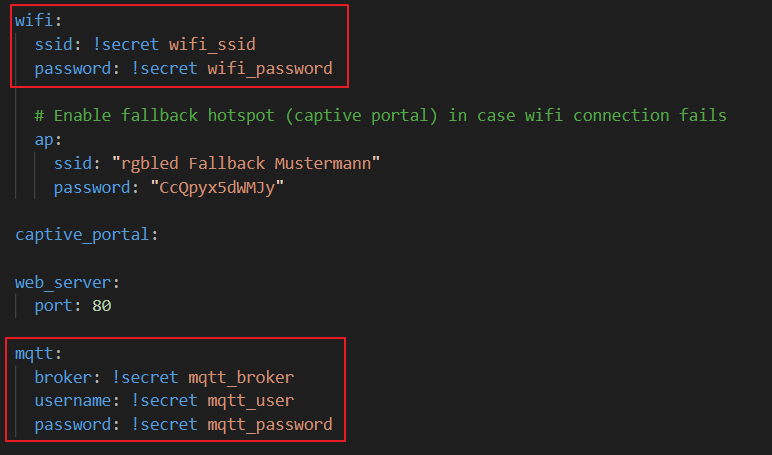 wifi:
  ssid: !secret wifi_ssid
  password: !secret wifi_password
  # Enable fallback hotspot (captive portal) in case wifi connection fails
  ap:
    ssid: "rgbled Fallback Mustermann"
    password: "CcQpyx5dWMJy"
captive_portal:
web_server:
  port: 80
mqtt:
  broker: !secret mqtt_broker
  username: !secret mqtt_user
  password: !secret mqtt_password